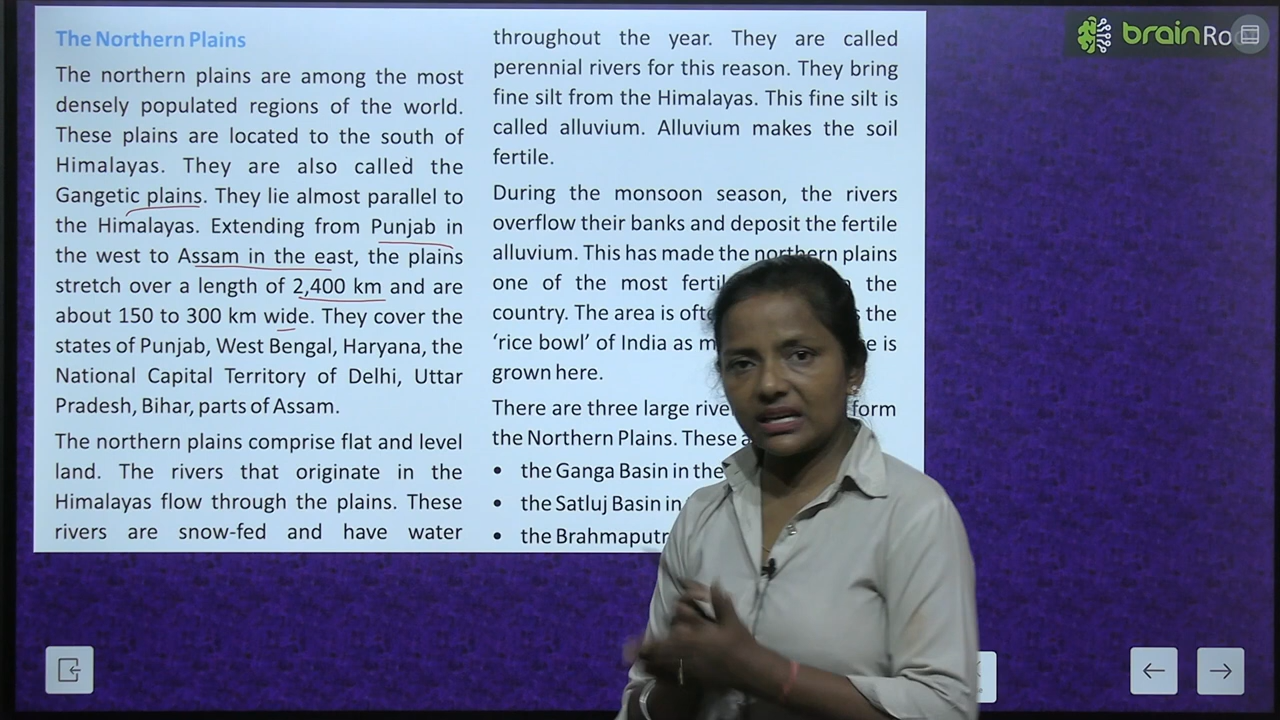 The Northern Plains
The northern plains are among the most
densely populated regions of the world.
These plains are located to the south of
Himalayas. They are also called the
Gangetic plains. They lie almost parallel to
the Himalayas. Extending from Punjab in
the west to Assam in the east, the plains
stretch over a length of 2,400 km and are
about 150 to 300 km wide. They cover the
states of Punjab, West Bengal, Haryana, the
National Capital Territory of Delhi, Uttar
Pradesh, Bihar, parts of Assam.
The northern plains comprise flat and level
land. The rivers that originate in the
Himalayas flow through the plains. These
rivers are snow-fed and have water
throughout the year. They are called
perennial rivers for this reason. They bring
fine silt from the Himalayas. This fine silt is
called alluvium. Alluvium makes the soil
fertile.
During the monsoon season, the rivers
overflow their banks and deposit the fertile
alluvium. This has made the northern plains
one of the most the
country. The area is the
'rice bowl' of India as is
grown here.
There are three large form
the Northern Plains. These
• the Ganga Basin in the
• the Satluj Basin in
• the
brain